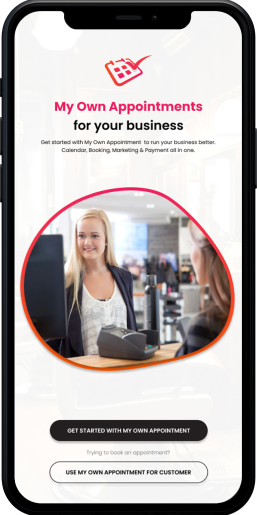 My Own Appointments
for your business
Get started with My Own Appointment to run your business better.
Calendar, Booking, Marketing & Payment all in one.
GET STARTED WITH MY OWN APPOINTMENT
Trying to book an appointment?
USE MY OWN APPOINTMENT FOR CUSTOMER